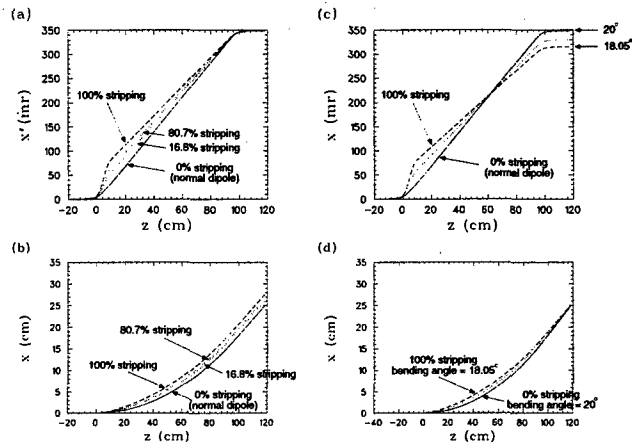 (a)
400
350
300
250
200
150
100
50
0
x' (mr)
100% stripping
80.7% stripping
16.8% stripping
0% stripping
(normal dipole)
-20 0 20 40 60 80 100 120
z (cm)
(c)
400
350
300
250
200
150
100
50
0
x' (mr)
20°
18.05°
100% stripping
0% stripping
(normal dipole)
-20 0 20 40 60 80 100 120
z (cm)
(b)
35
30
25
20
15
10
5
0
x (cm)
80.7% stripping
100% stripping
16.8% stripping
0% stripping
(normal dipole)
-20 0 20 40 60 80 100 120
z (cm)
(d)
35
30
25
20
15
10
5
0
x (cm)
100% stripping
bending angle = 18.05°
0% stripping
bending angle = 20°
-20 0 20 40 60 80 100 120
z (cm)